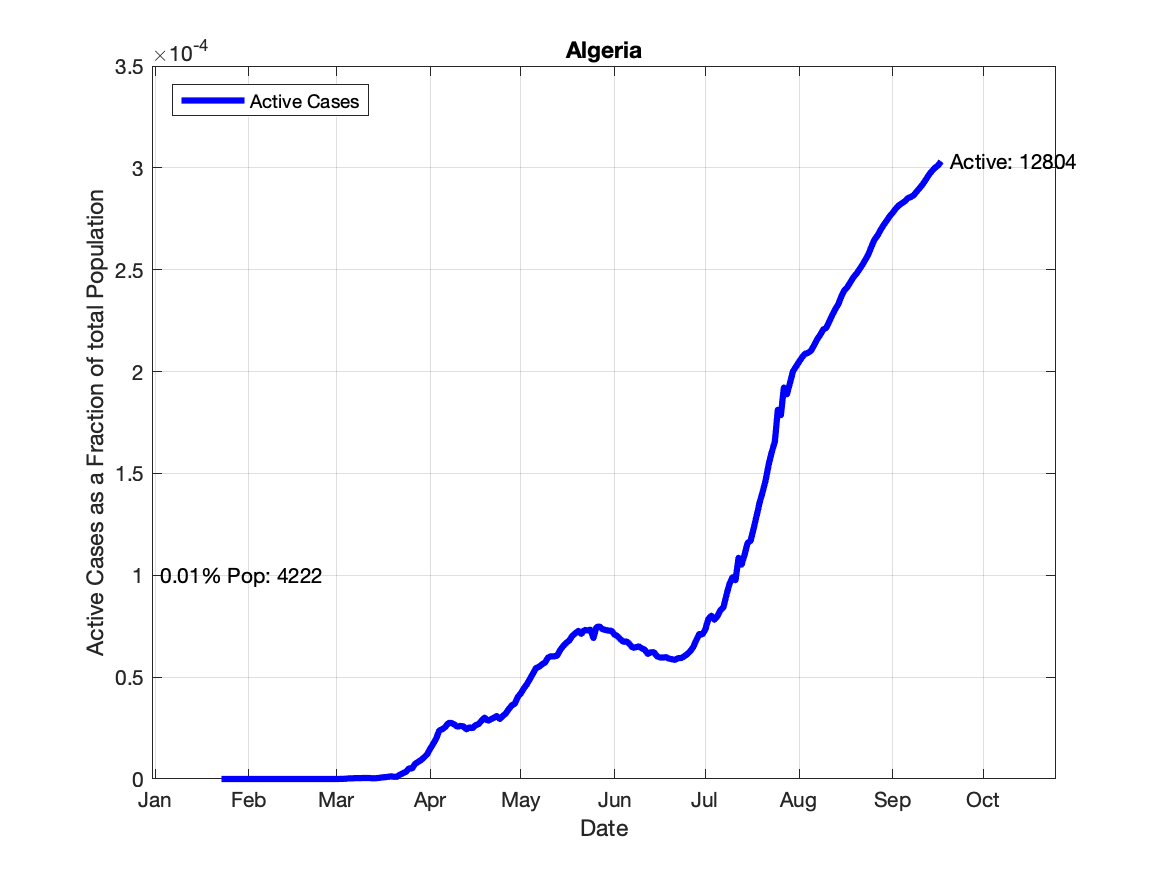 Algeria
×10-4
3.5
3
2.5
2
1.5
1
0.5
0
Active Cases as a Fraction of total Population
Active Cases
Active: 12804
0.01% Pop: 4222
Jan Feb Mar Apr May Jun Jul Aug Sep Oct
Date